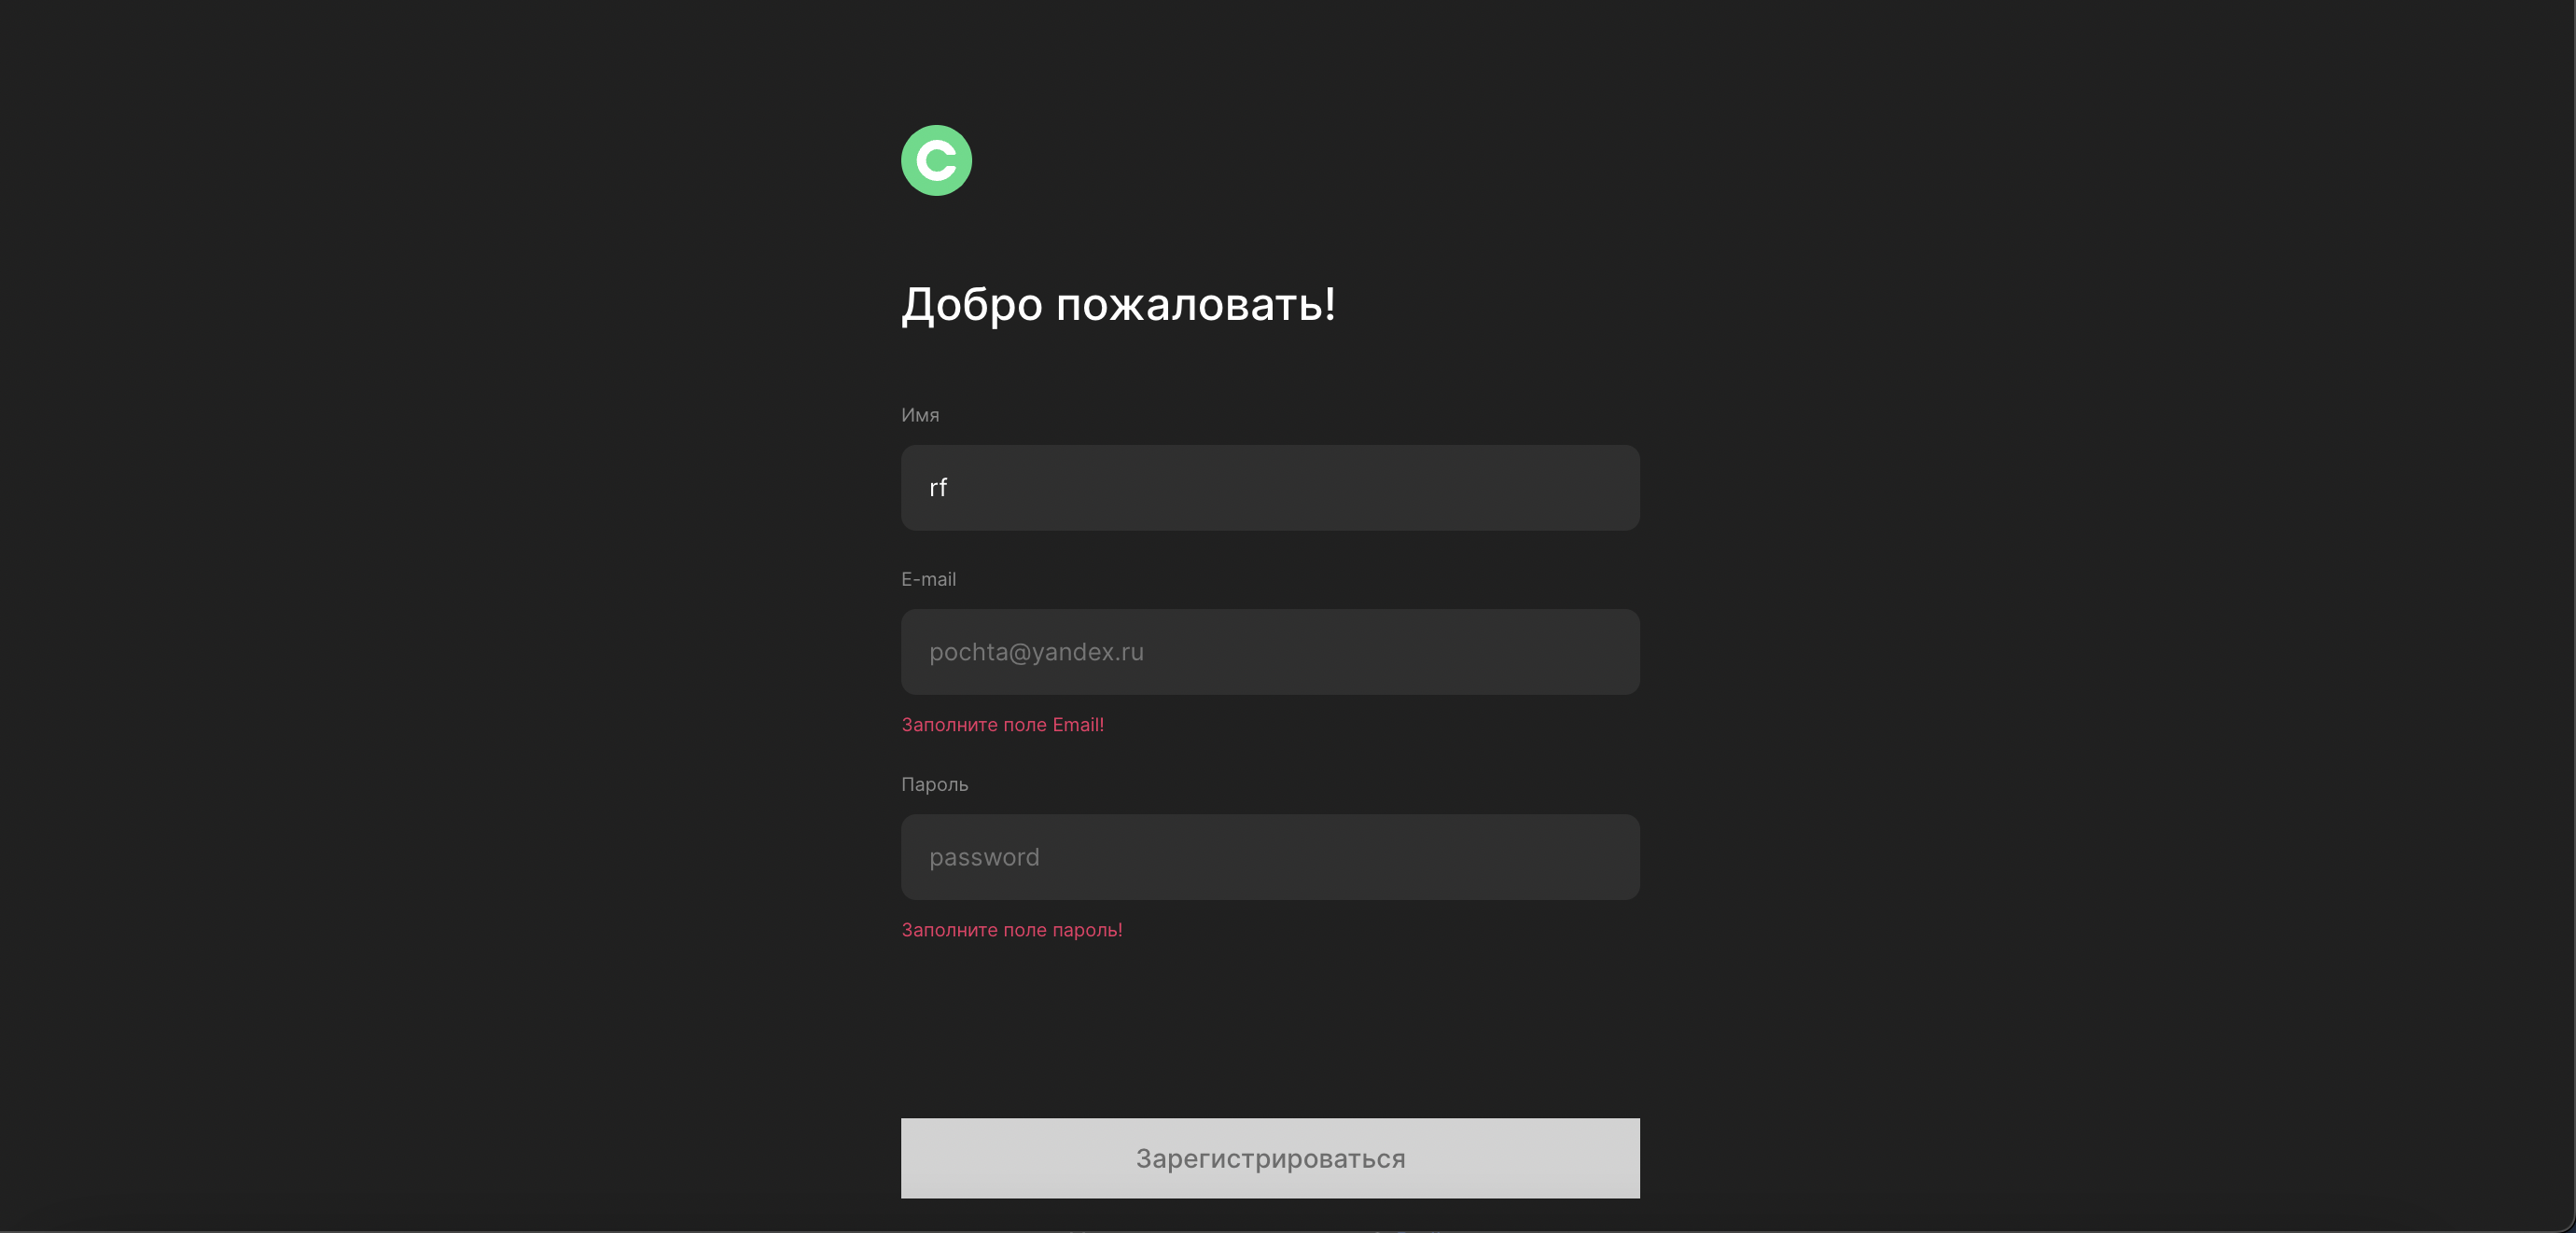 C
Добро пожаловать!
Имя
rf
E-mail
pochta@yandex.ru
Заполните поле Email!
Пароль
password
Заполните поле пароль!
Зарегистрироваться